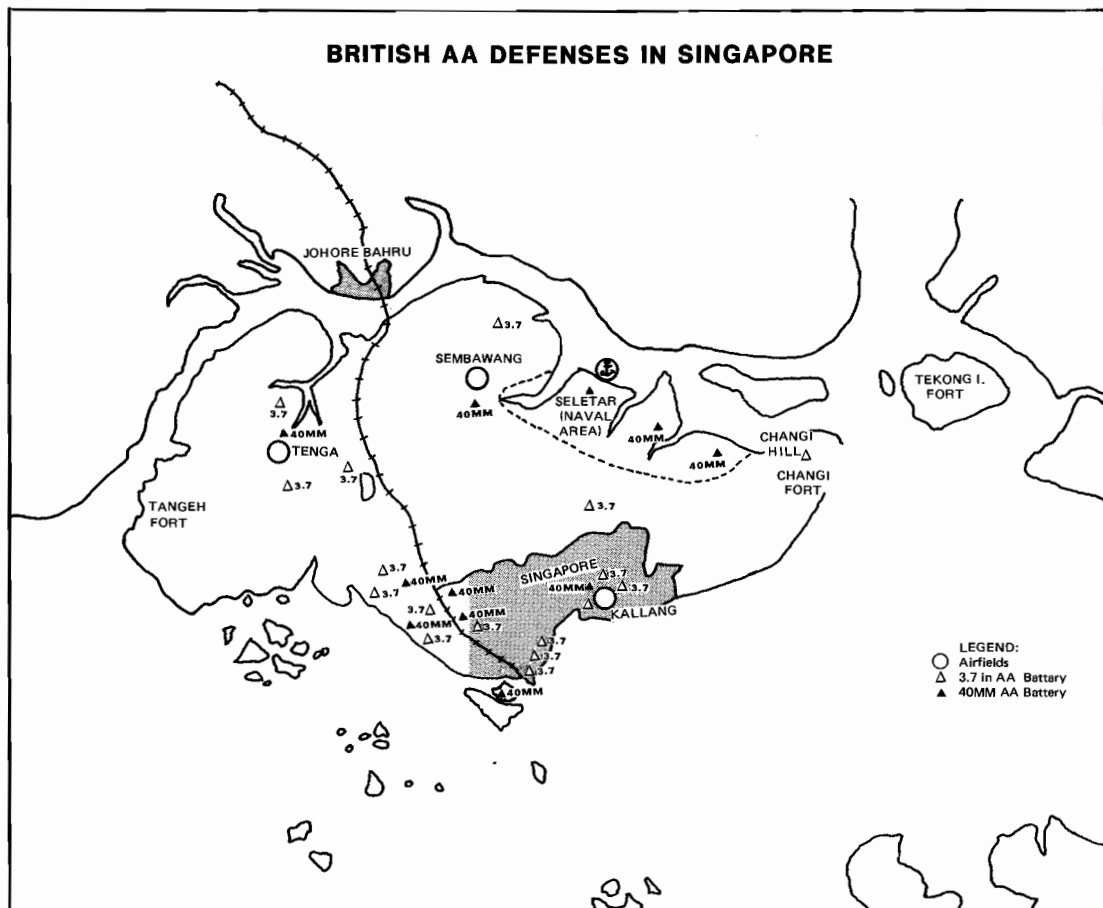 BRITISH AA DEFENSES IN SINGAPORE
JOHORE BAHRU
3.7
SEMBAWANG
40MM
SELETAR
(NAVAL
AREA)
TEKONG I.
FORT
3.7
40MM
TENGA
3.7
3.7
40MM
40MM
CHANGI
HILL
CHANGI
FORT
TANGEH
FORT
3.7
3.7
3.7
40MM
40MM
SINGAPORE
3.7
40MM
3.7
3.7
40MM
40MM
3.7
KALLANG
3.7
3.7
3.7
3.7
40MM
LEGEND:
Airfields
3.7 in AA Battary
40MM AA Battery